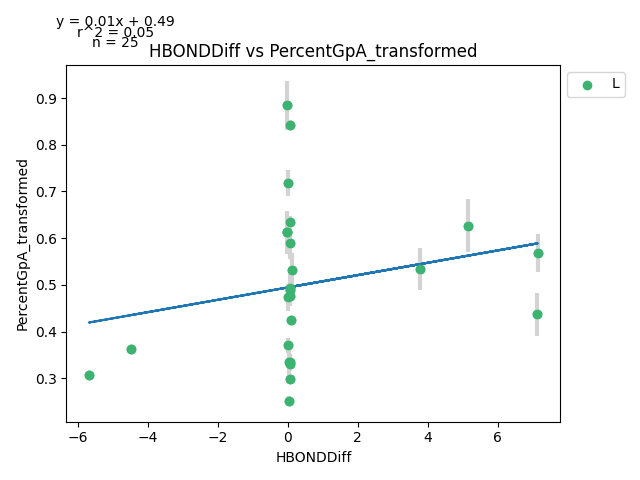 y = 0.01x + 0.49
r^2 = 0.05
n = 25
HBONDDiff vs PercentGpA_transformed
L
PercentGpA_transformed
0.9
0.8
0.7
0.6
0.5
0.4
0.3
−6 −4 −2 0 2 4 6
HBONDDiff